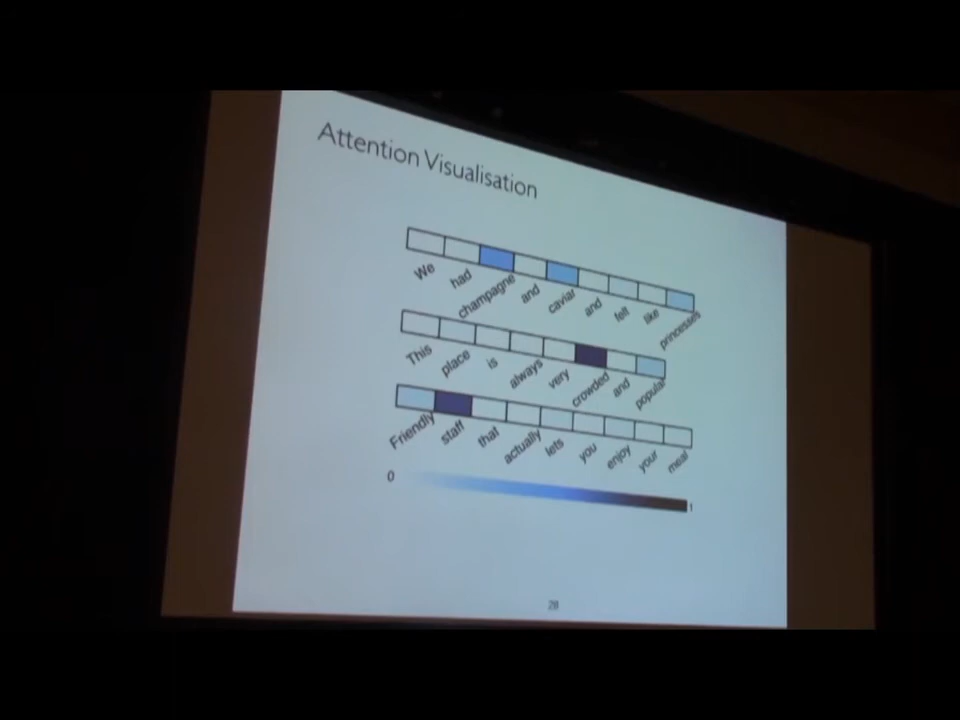 Attention Visualisation
We had champagne and caviar and felt like princesses
This place is always very crowded and popular
Friendly staff that actually lets you enjoy your meal
0 1
28